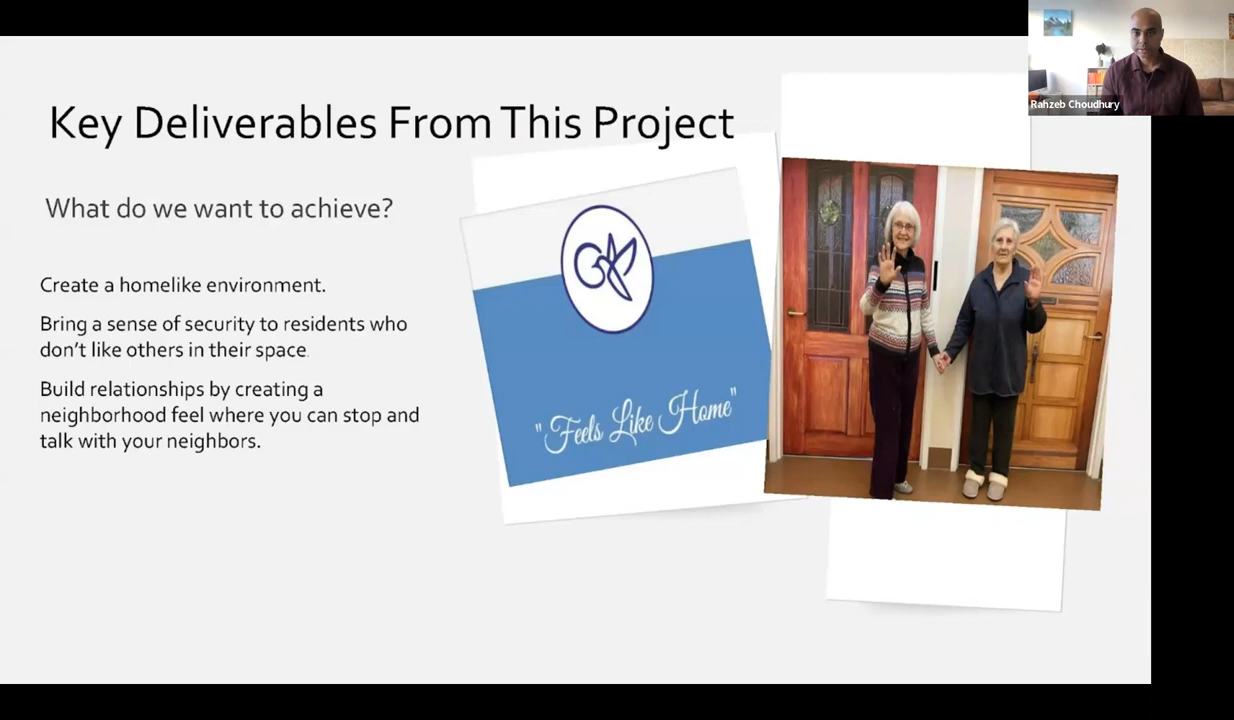 Rahzeb Choudhury
Key Deliverables From This Project
What do we want to achieve?
Create a homelike environment.
Bring a sense of security to residents who
don't like others in their space.
Build relationships by creating a
neighborhood feel where you can stop and
talk with your neighbors.
"Feels Like Home"